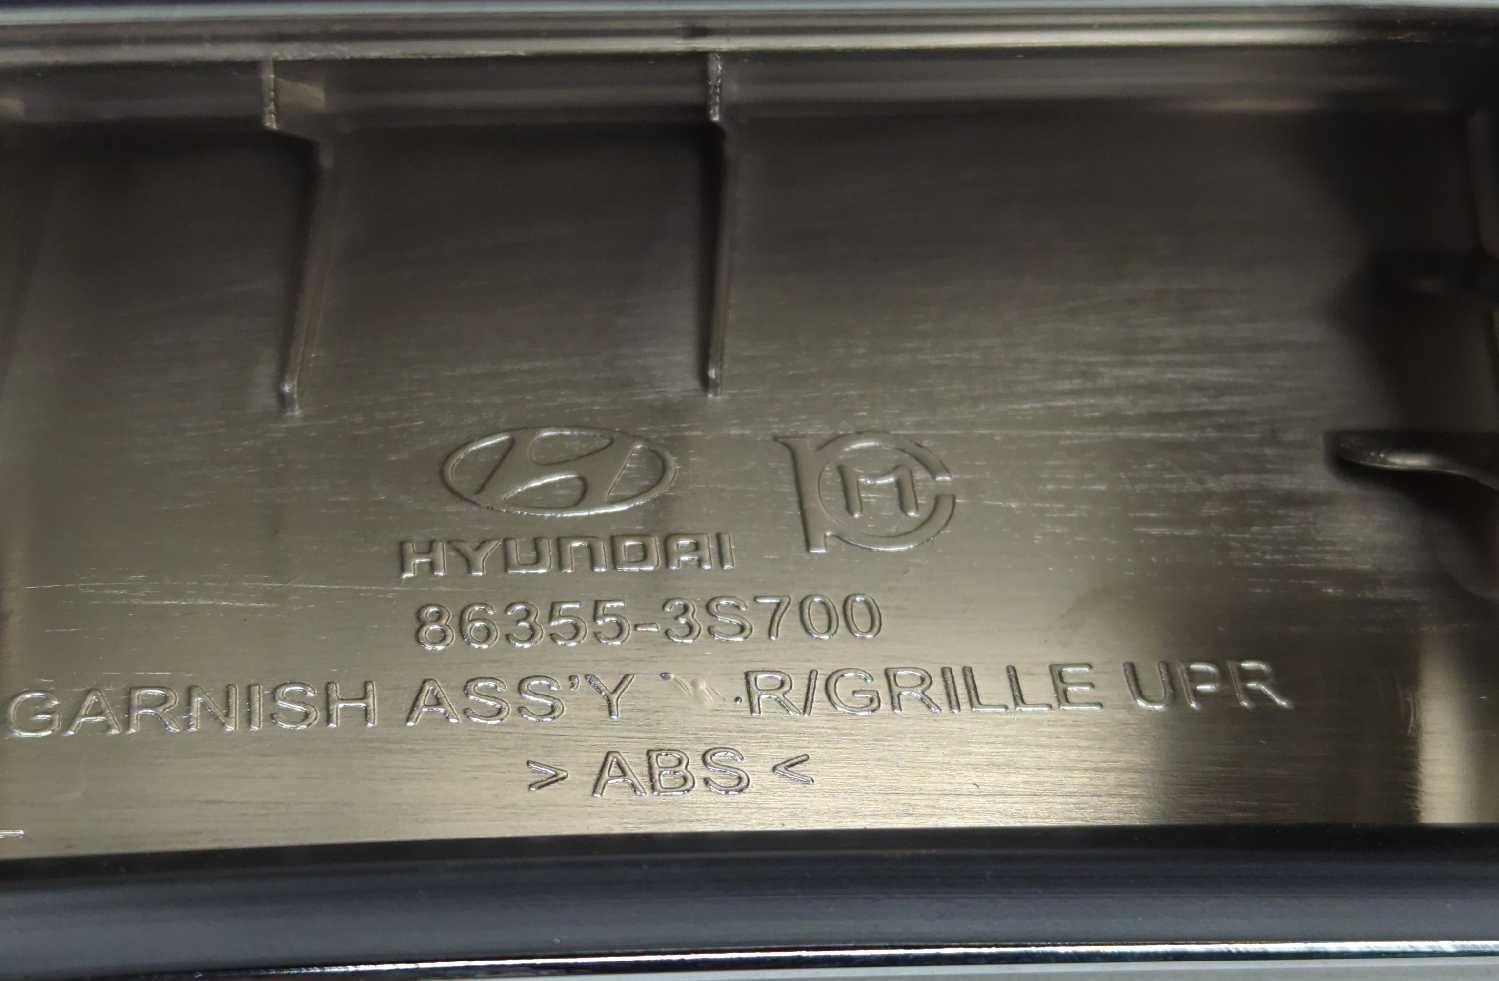 HYUNDAI
86355-3S700
GARNISH ASS'Y R/GRILLE UPR
> ABS <